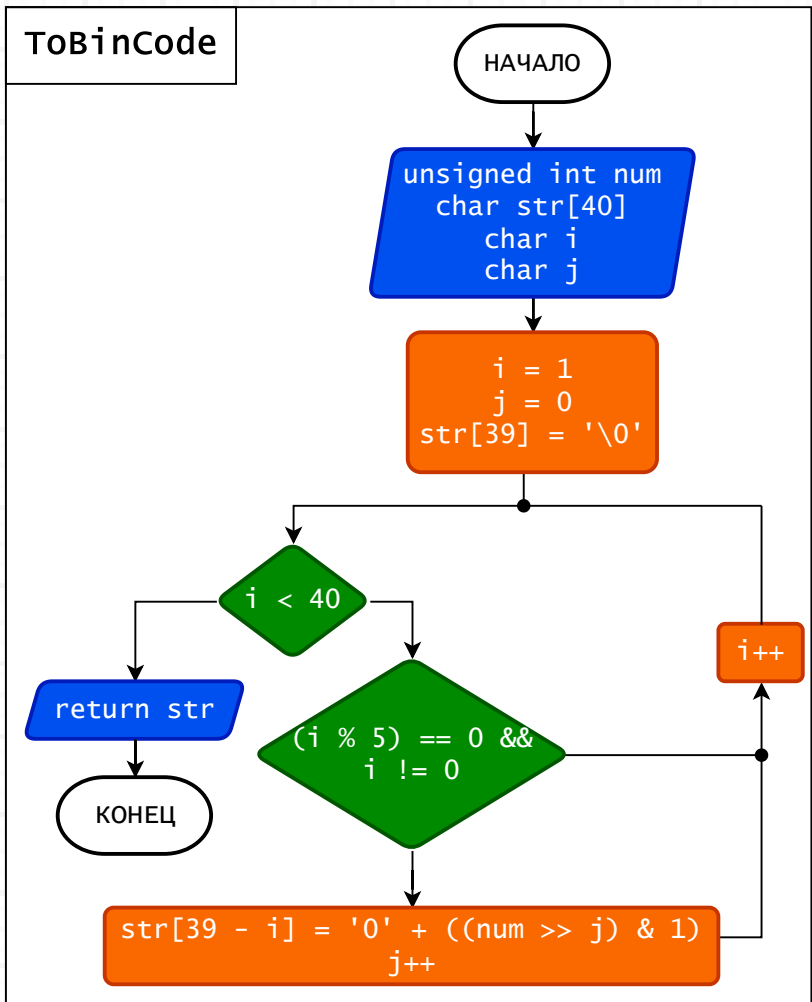 ToBinCode
НАЧАЛО
unsigned int num
char str[40]
char i
char j
i = 1
j = 0
str[39] = '\0'
i < 40
i++
return str
(i % 5) == 0 &&
i != 0
КОНЕЦ
str[39 - i] = '0' + ((num >> j) & 1)
j++